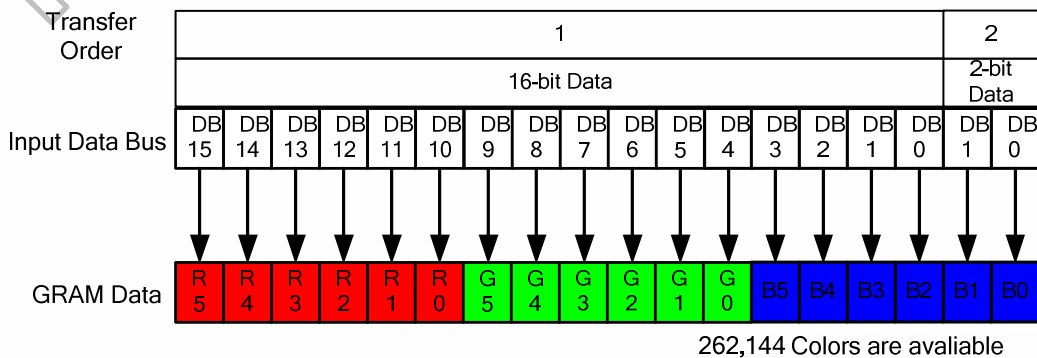 Transfer Order 1 2
16-bit Data 2-bit Data
Input Data Bus DB 15 DB 14 DB 13 DB 12 DB 11 DB 10 DB 9 DB 8 DB 7 DB 6 DB 5 DB 4 DB 3 DB 2 DB 1 DB 0 DB 1 DB 0
GRAM Data R 5 R 4 R 3 R 2 R 1 R 0 G 5 G 4 G 3 G 2 G 1 G 0 B5 B4 B3 B2 B1 B0
262,144 Colors are avaliable